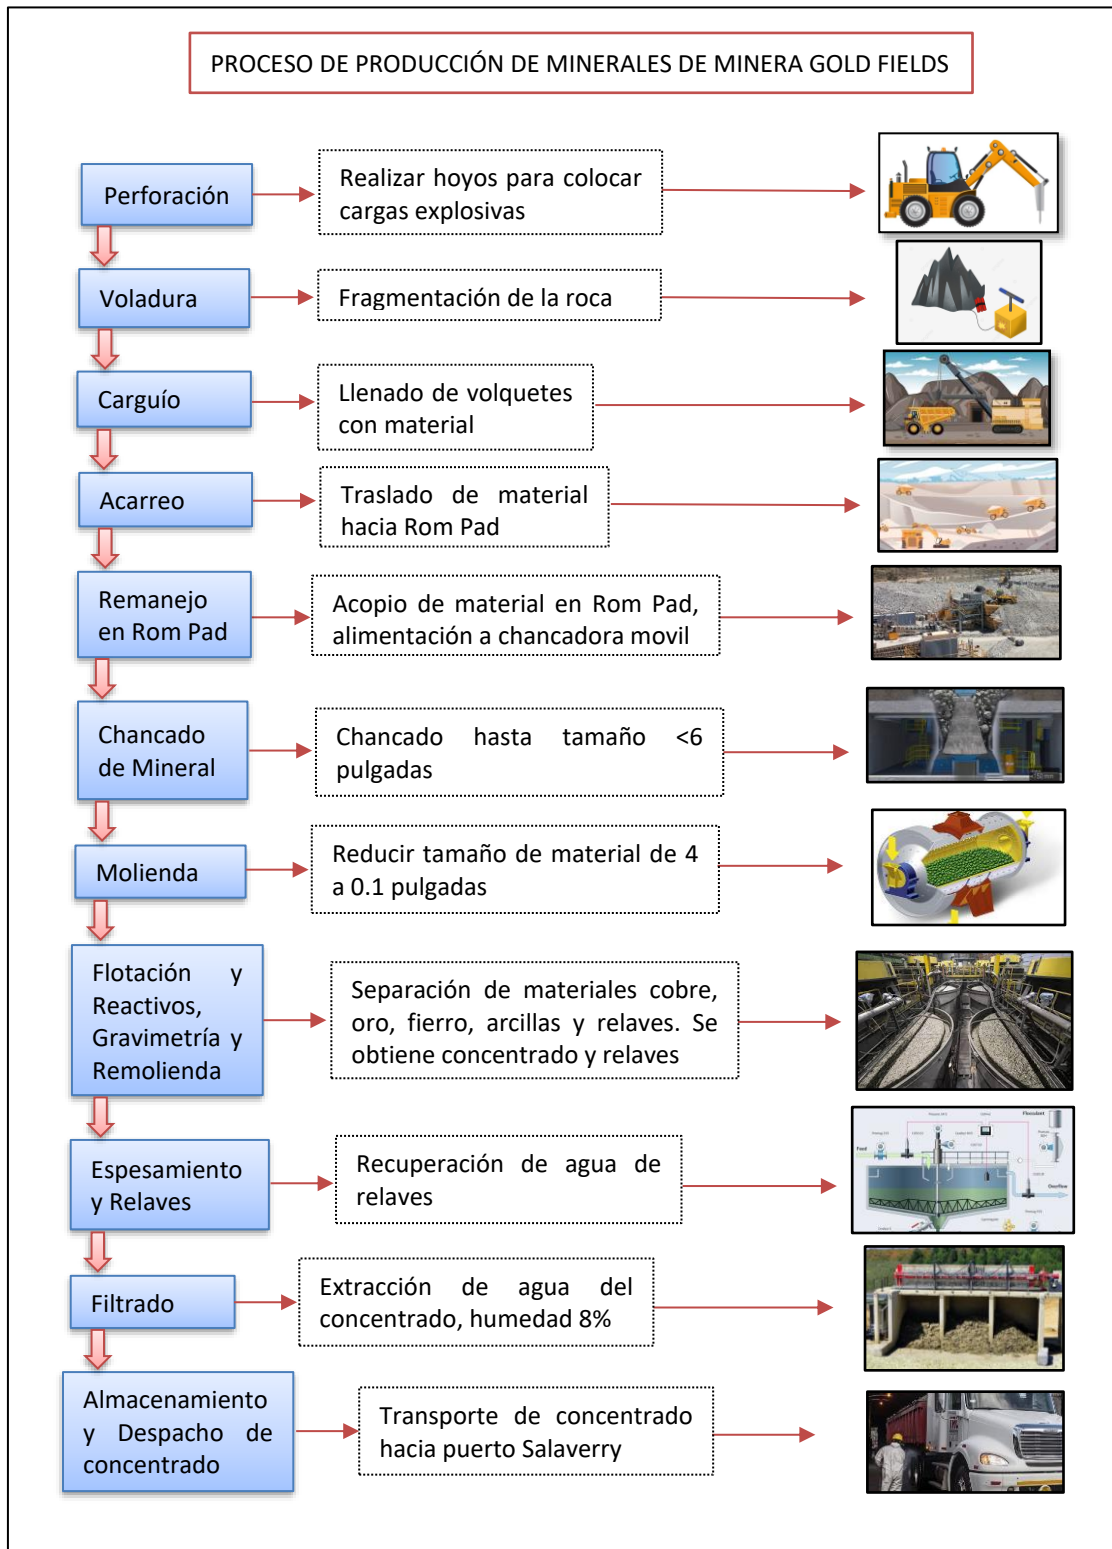 PROCESO DE PRODUCCIÓN DE MINERALES DE MINERA GOLD FIELDS
Perforación
Realizar hoyos para colocar
cargas explosivas
Voladura
Fragmentación de la roca
Carguío
Llenado de volquetes
con material
Acarreo
Traslado de material
hacia Rom Pad
Remanejo
en Rom Pad
Acopio de material en Rom Pad,
alimentación a chancadora movil
Chancado
de Mineral
Chancado hasta tamaño <6
pulgadas
Molienda
Reducir tamaño de material de 4
a 0.1 pulgadas
Flotación y
Reactivos,
Gravimetría y
Remolienda
Separación de materiales cobre,
oro, fierro, arcillas y relaves. Se
obtiene concentrado y relaves
Espesamiento
y Relaves
Recuperación de agua de
relaves
Feed
Overflow
Filtrado
Extracción de agua del
concentrado, humedad 8%
Almacenamiento
y Despacho de
concentrado
Transporte de concentrado
hacia puerto Salaverry